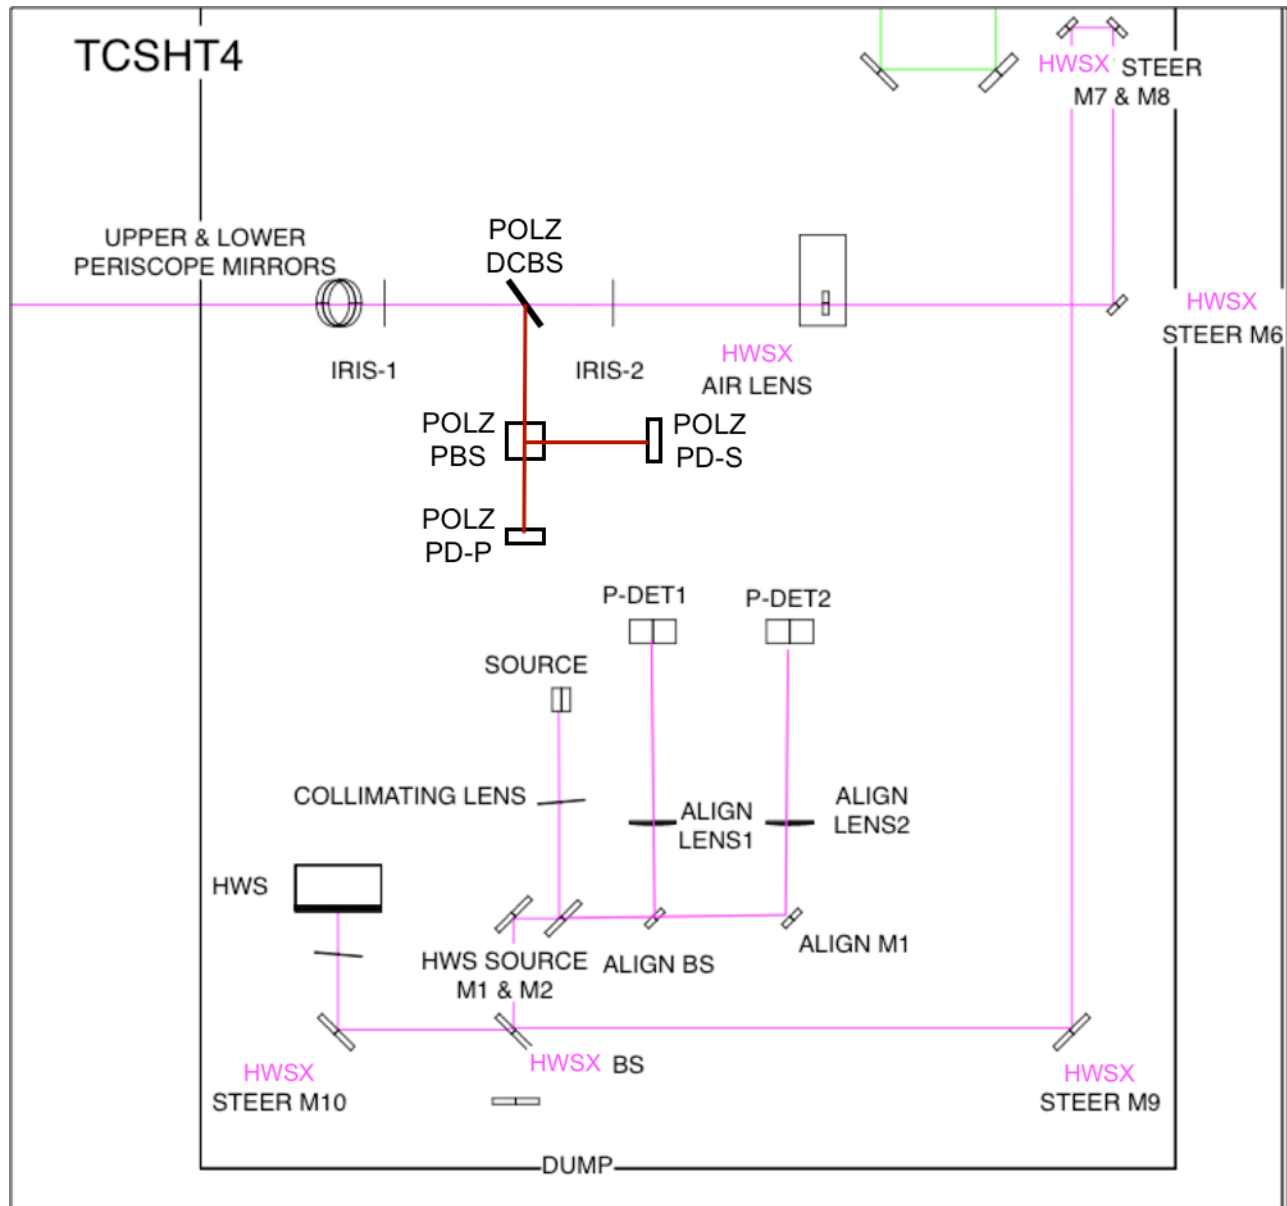 TCSHT4
HWSX STEER
M7 & M8
UPPER & LOWER
PERISCOPE MIRRORS
POLZ
DCBS
HWSX
STEER M6
IRIS-1
IRIS-2
HWSX
AIR LENS
POLZ
PBS
POLZ
PD-S
POLZ
PD-P
P-DET1
P-DET2
SOURCE
COLLIMATING LENS
ALIGN
LENS1
ALIGN
LENS2
HWS
HWS SOURCE
M1 & M2
ALIGN BS
ALIGN M1
HWSX
STEER M10
HWSX BS
HWSX
STEER M9
DUMP